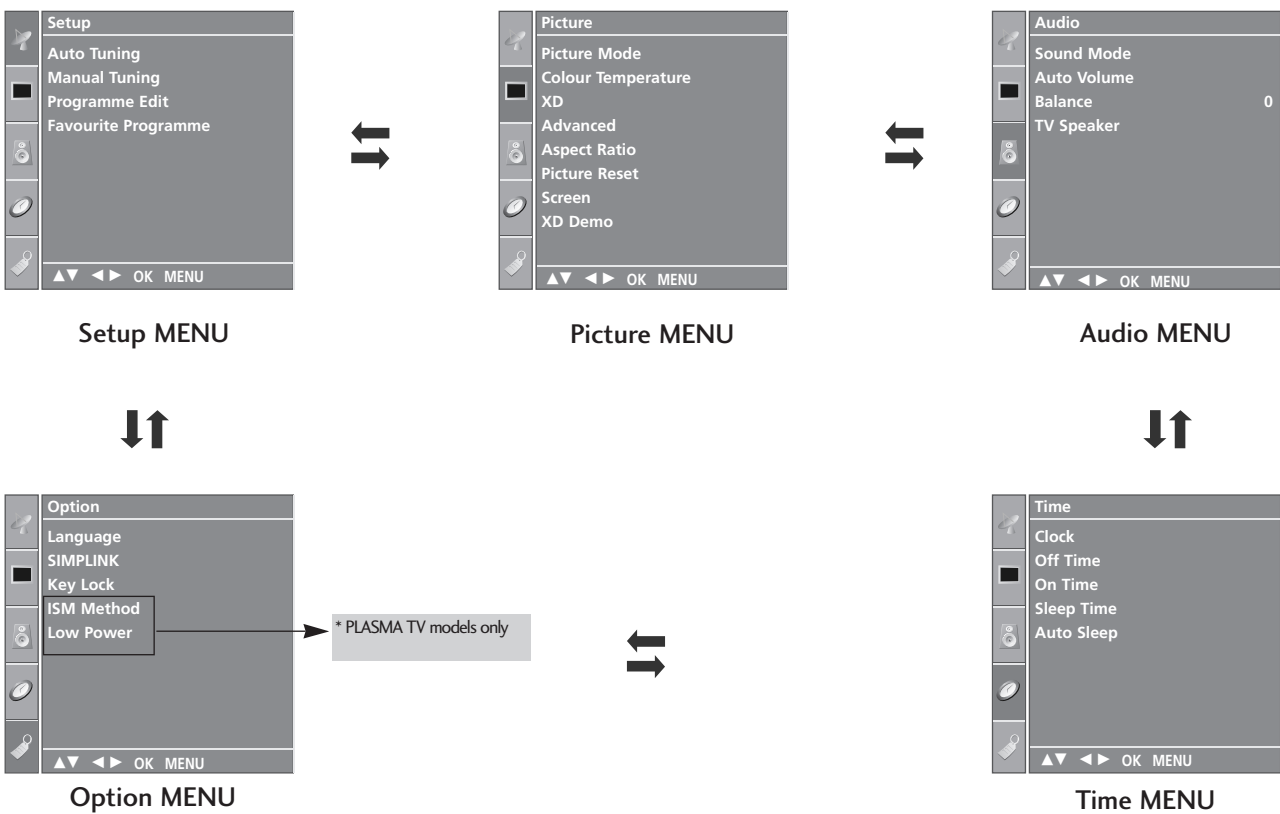 Setup
Auto Tuning
Manual Tuning
Programme Edit
Favourite Programme
▲▼ ◄► OK MENU
Setup MENU
Picture
Picture Mode
Colour Temperature
XD
Advanced
Aspect Ratio
Picture Reset
Screen
XD Demo
▲▼ ◄► OK MENU
Picture MENU
Audio
Sound Mode
Auto Volume
Balance 0
TV Speaker
▲▼ ◄► OK MENU
Audio MENU
Option
Language
SIMPLINK
Key Lock
ISM Method
Low Power
▲▼ ◄► OK MENU
Option MENU
* PLASMA TV models only
Time
Clock
Off Time
On Time
Sleep Time
Auto Sleep
▲▼ ◄► OK MENU
Time MENU